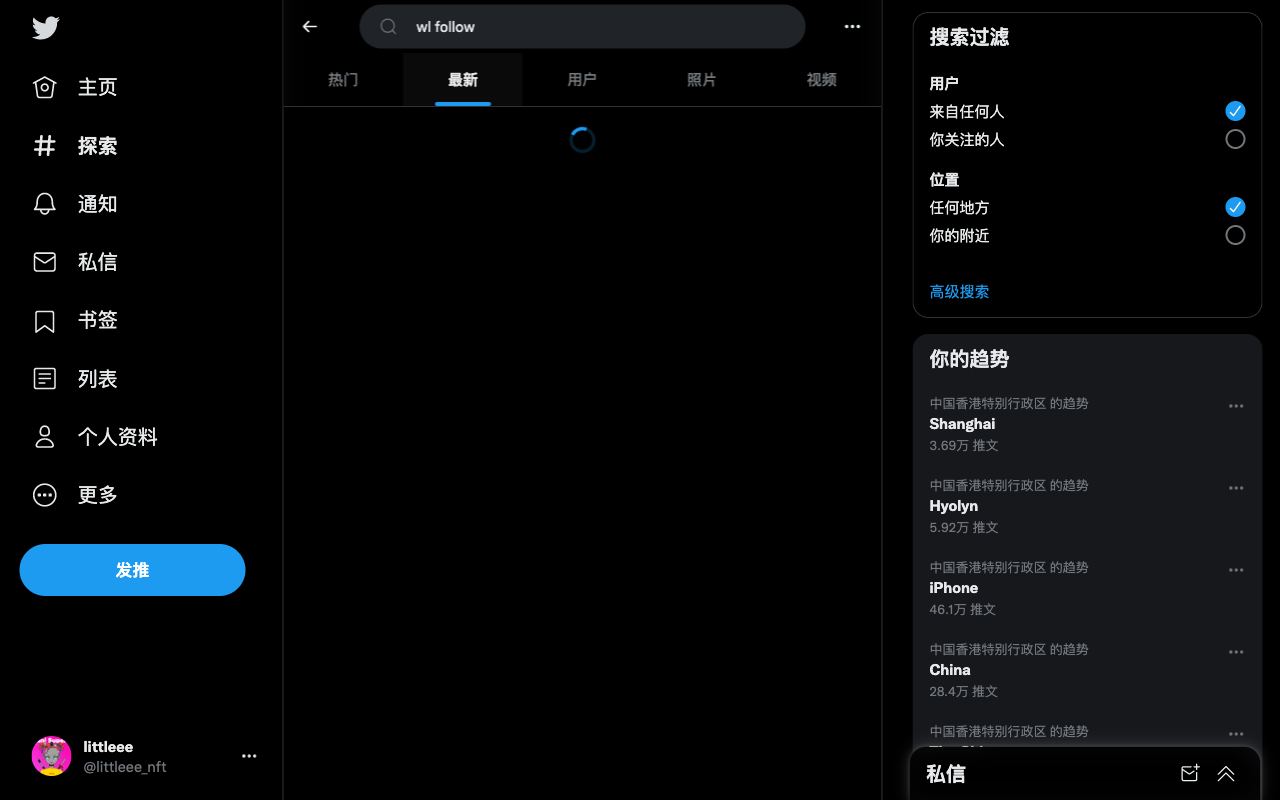 主页
探索
通知
私信
书签
列表
个人资料
更多
发推
littleee
@littleee_nft
wl follow
热门
最新
用户
照片
视频
搜索过滤
用户
来自任何人
你关注的人
位置
任何地方
你的附近
高级搜索
你的趋势
中国香港特别行政区 的趋势
Shanghai
3.69万 推文
中国香港特别行政区 的趋势
Hyolyn
5.92万 推文
中国香港特别行政区 的趋势
iPhone
46.1万 推文
中国香港特别行政区 的趋势
China
28.4万 推文
中国香港特别行政区 的趋势
私信